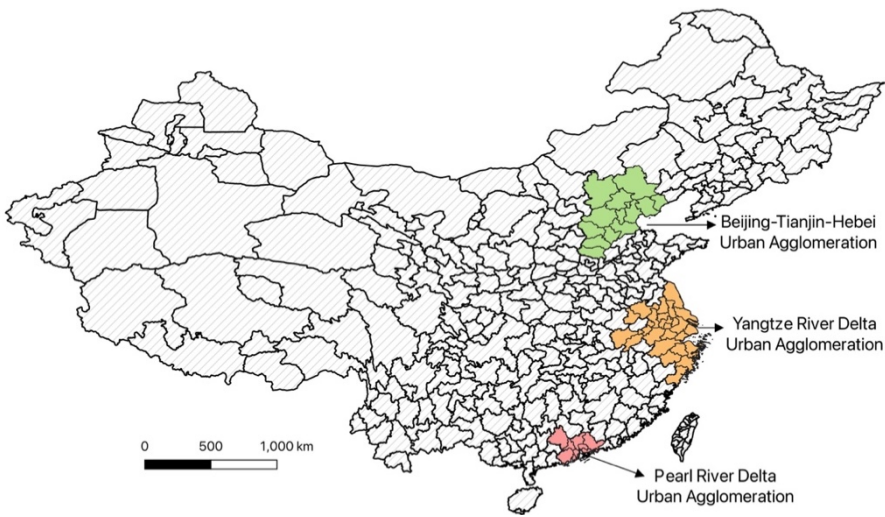 Beijing-Tianjin-Hebei
Urban Agglomeration
Yangtze River Delta
Urban Agglomeration
0 500 1,000 km
Pearl River Delta
Urban Agglomeration